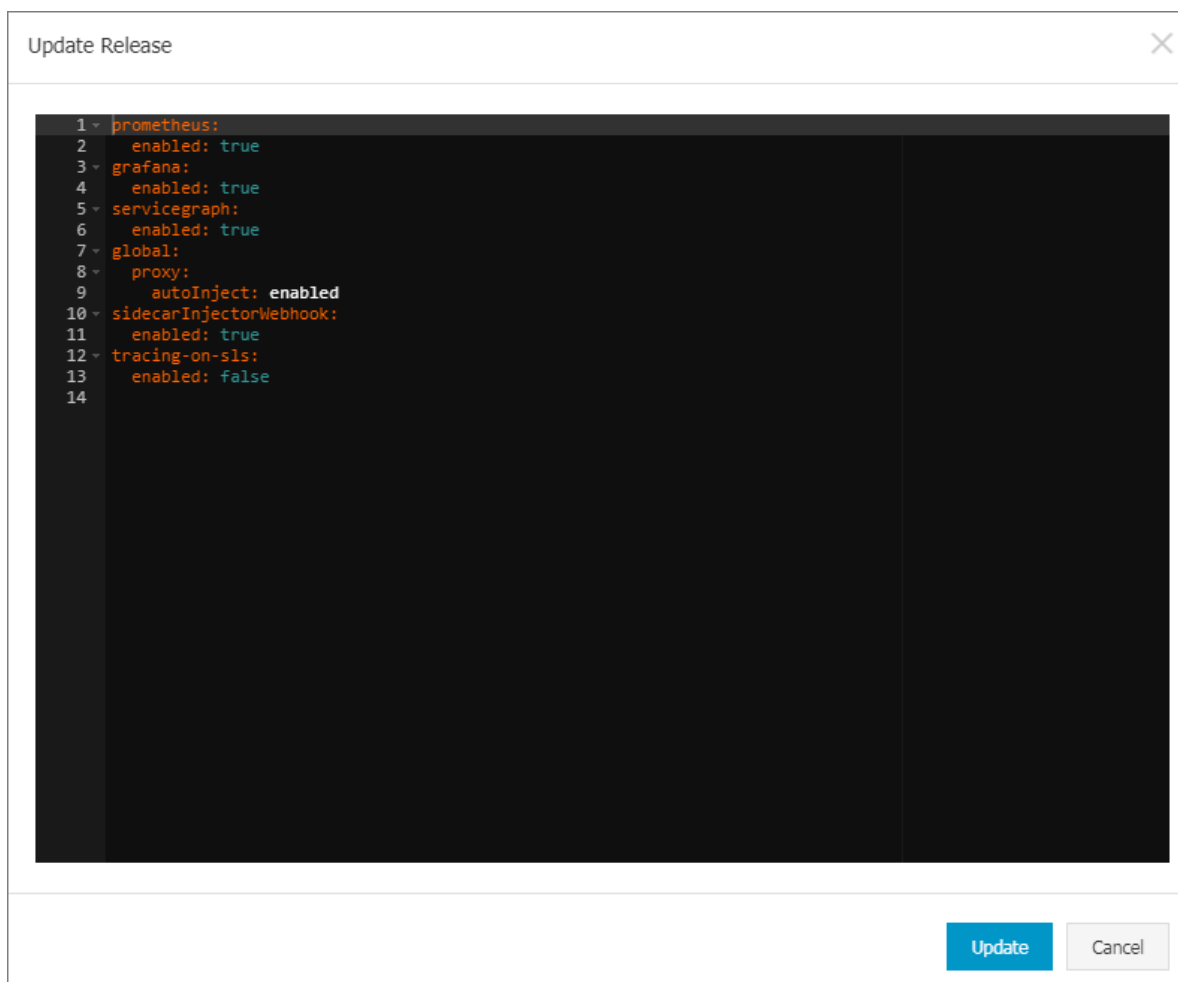 Update Release
1 prometheus:
2   enabled: true
3 grafana:
4   enabled: true
5 servicegraph:
6   enabled: true
7 global:
8   proxy:
9     autoInject: enabled
10 sidecarInjectorWebhook:
11   enabled: true
12 tracing-on-sls:
13   enabled: false
14
Update Cancel